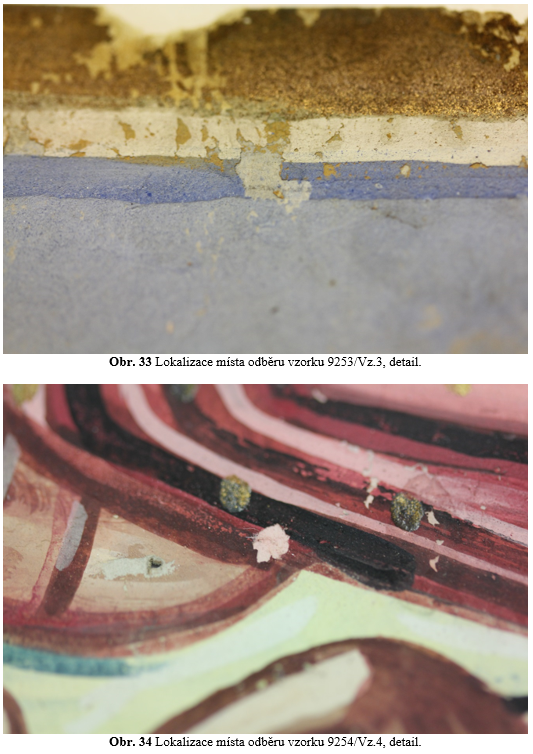 Obr. 33 Lokalizace místa odběru vzorku 9253/Vz.3, detail.
Obr. 34 Lokalizace místa odběru vzorku 9254/Vz.4, detail.